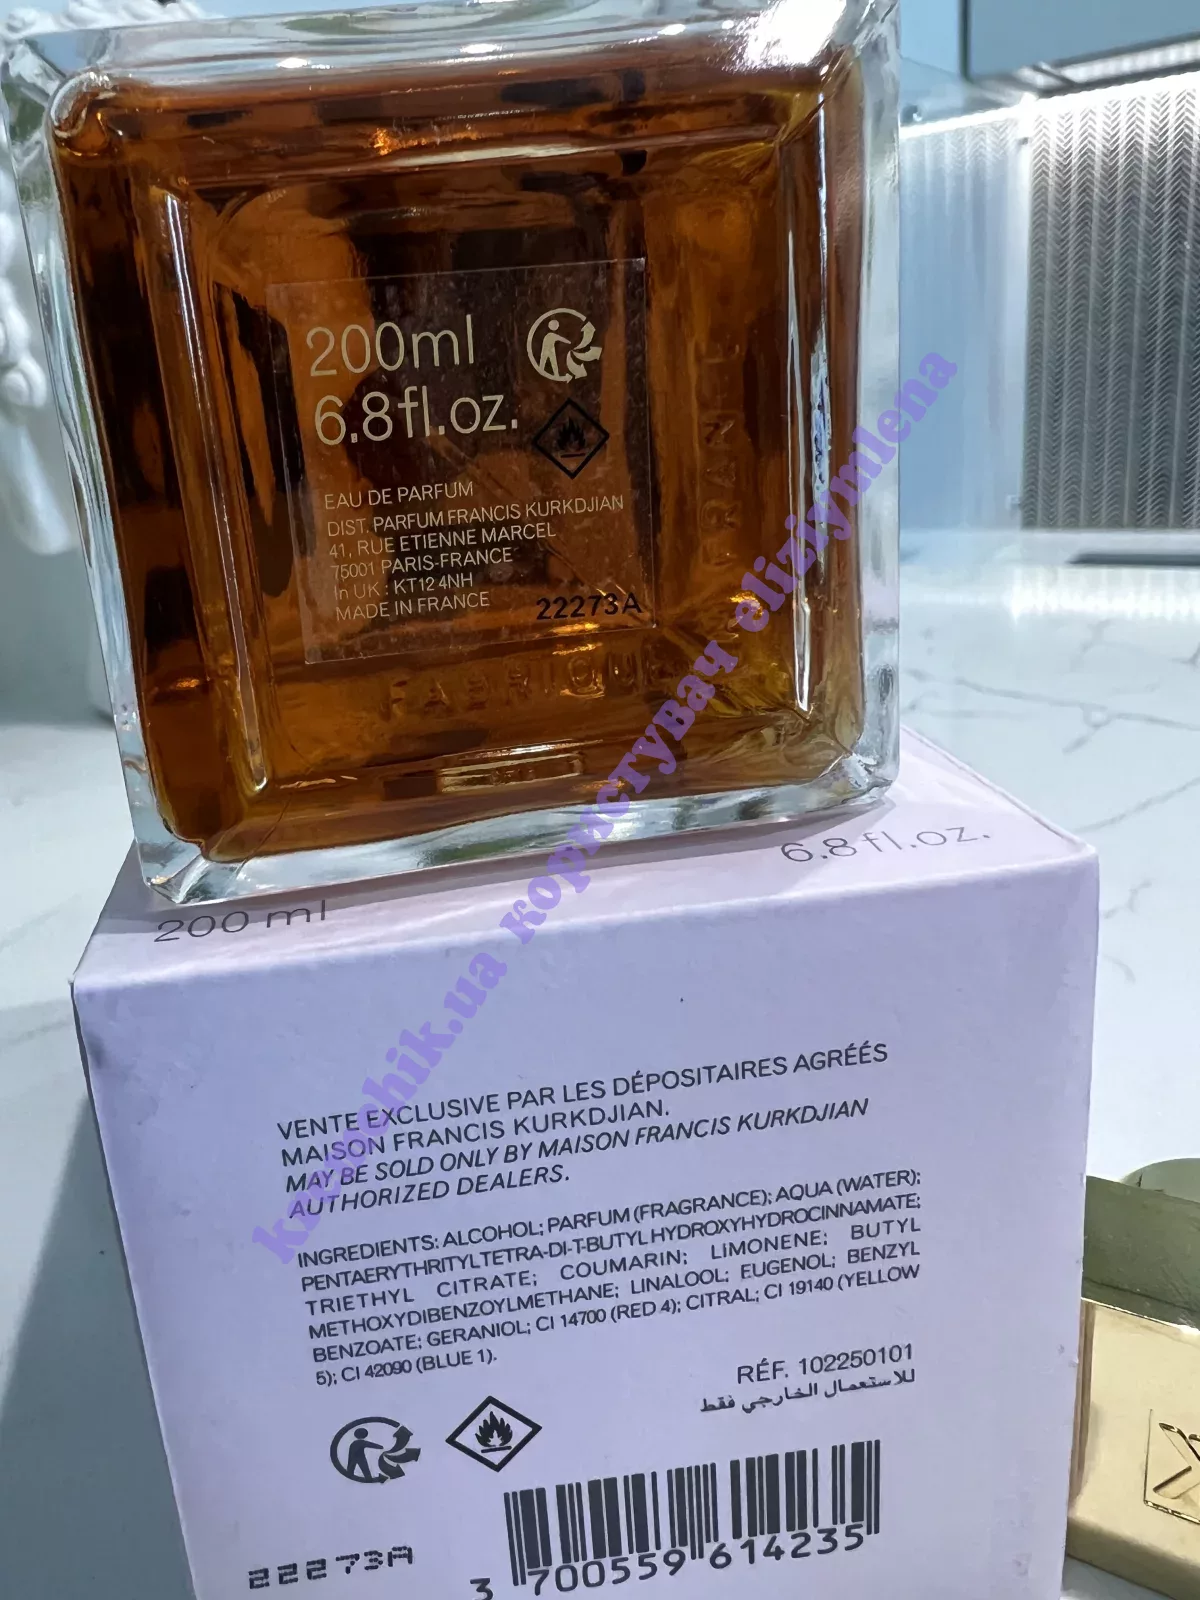 200ml
6.8fl.oz.
EAU DE PARFUM
DIST. PARFUM FRANCIS KURKDJIAN
41, RUE ETIENNE MARCEL
75001 PARIS-FRANCE
In UK : KT12 4NH
MADE IN FRANCE
22273A
FABRIQUÉ
FRANCE
200 ml
6.8fl.oz.
VENTE EXCLUSIVE PAR LES DÉPOSITAIRES AGRÉÉS
MAISON FRANCIS KURKDJIAN.
MAY BE SOLD ONLY BY MAISON FRANCIS KURKDJIAN
AUTHORIZED DEALERS.
INGREDIENTS: ALCOHOL; PARFUM (FRAGRANCE); AQUA (WATER);
PENTAERYTHRITYL TETRA-DI-T-BUTYL HYDROXYHYDROCINNAMATE;
TRIETHYL CITRATE; COUMARIN; LIMONENE; BUTYL
METHOXYDIBENZOYLMETHANE; LINALOOL; EUGENOL; BENZYL
BENZOATE; GERANIOL; CI 14700 (RED 4); CITRAL; CI 19140 (YELLOW
5); CI 42090 (BLUE 1).
RÉF. 102250101
للاستعمال الخارجي فقط
22273A
3 700559 614235
kremchik.ua користувач eliziymlena